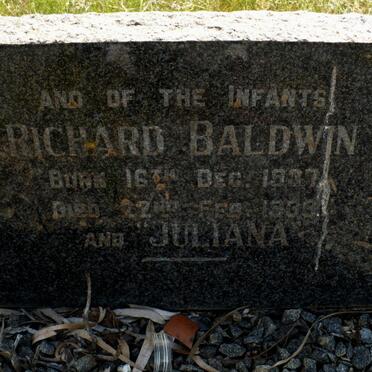 AND OF THE INFANTS
RICHARD BALDWIN
BORN 16TH DEC.
DIED 22ND FEB.
AND JULIANA